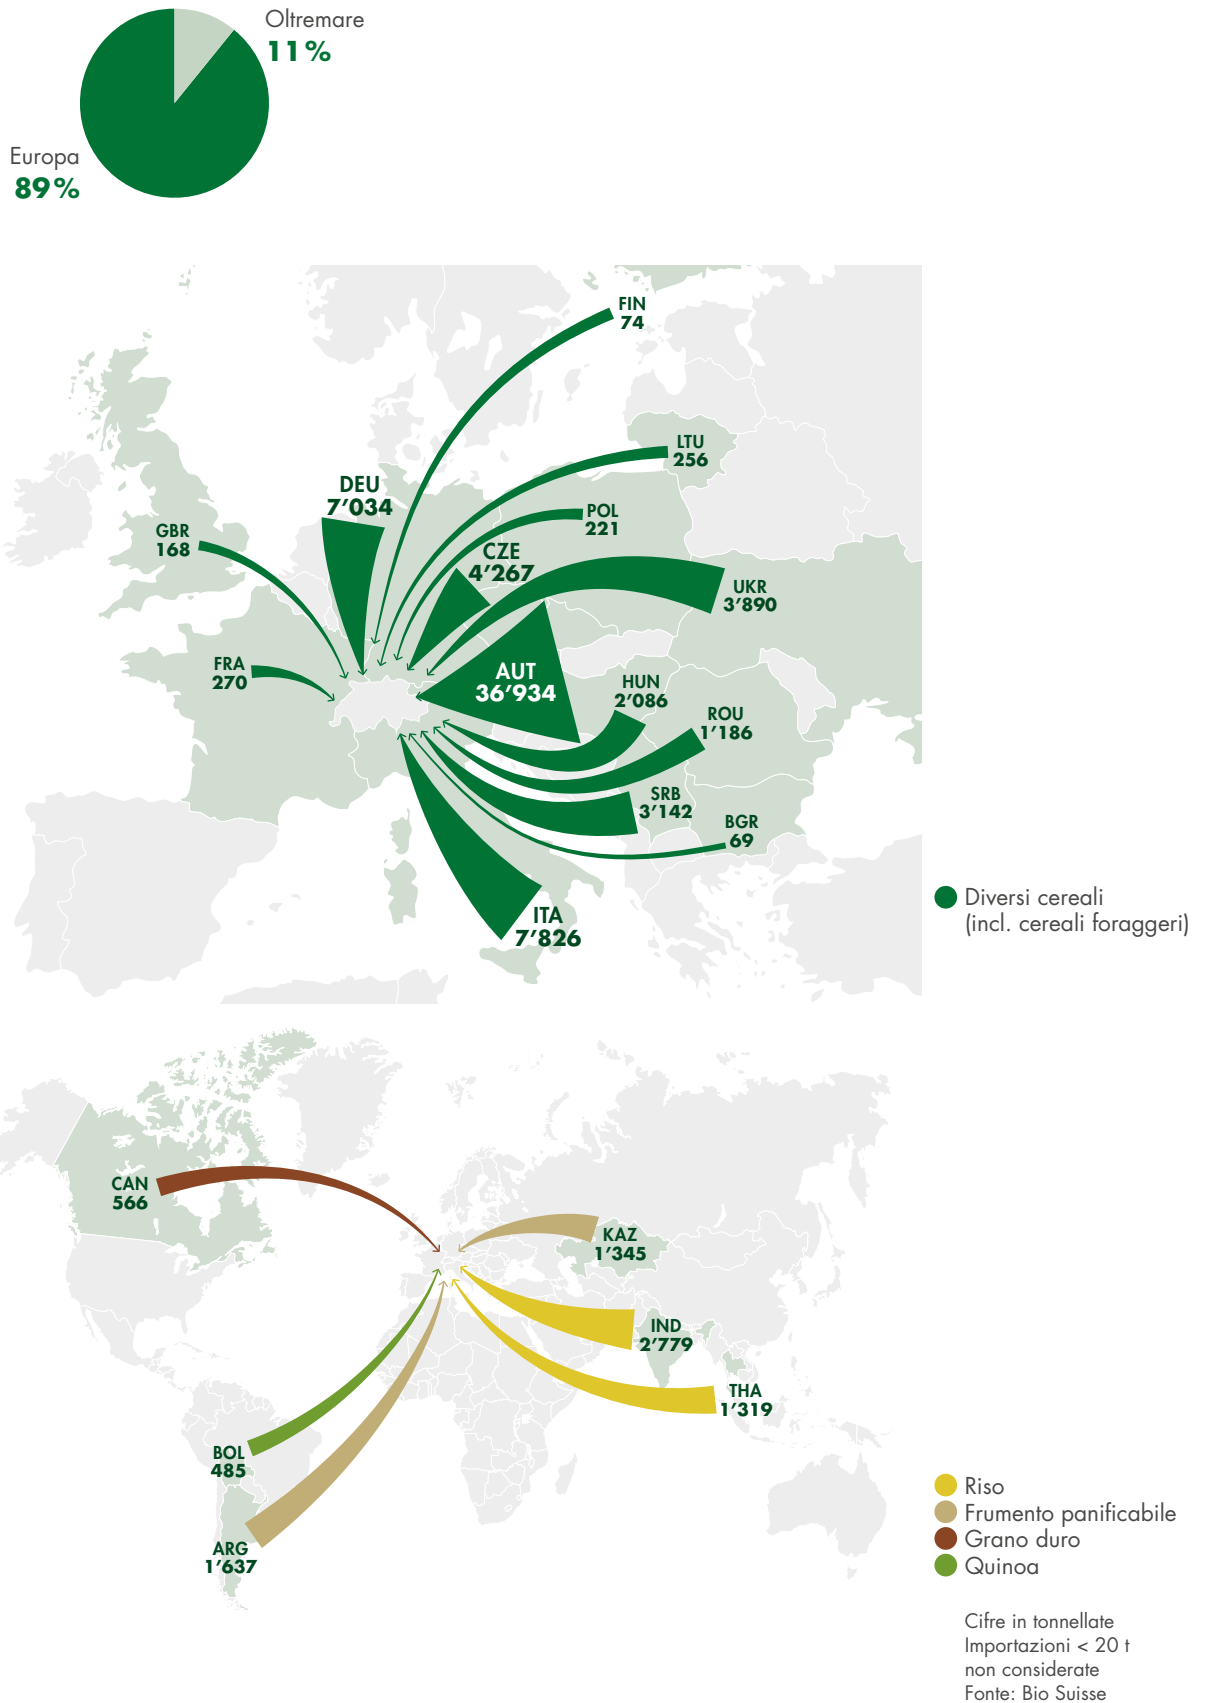 Oltremare
11%
Europa
89%
FIN
74
LTU
256
DEU
7’034
POL
221
GBR
168
CZE
4’267
UKR
3’890
FRA
270
AUT
36’934
HUN
2’086
ROU
1’186
SRB
3’142
BGR
69
ITA
7’826
Diversi cereali
(incl. cereali foraggeri)
CAN
566
KAZ
1’345
IND
2’779
THA
1’319
BOL
485
ARG
1’637
Riso
Frumento panificabile
Grano duro
Quinoa
Cifre in tonnellate
Importazioni < 20 t
non considerate
Fonte: Bio Suisse